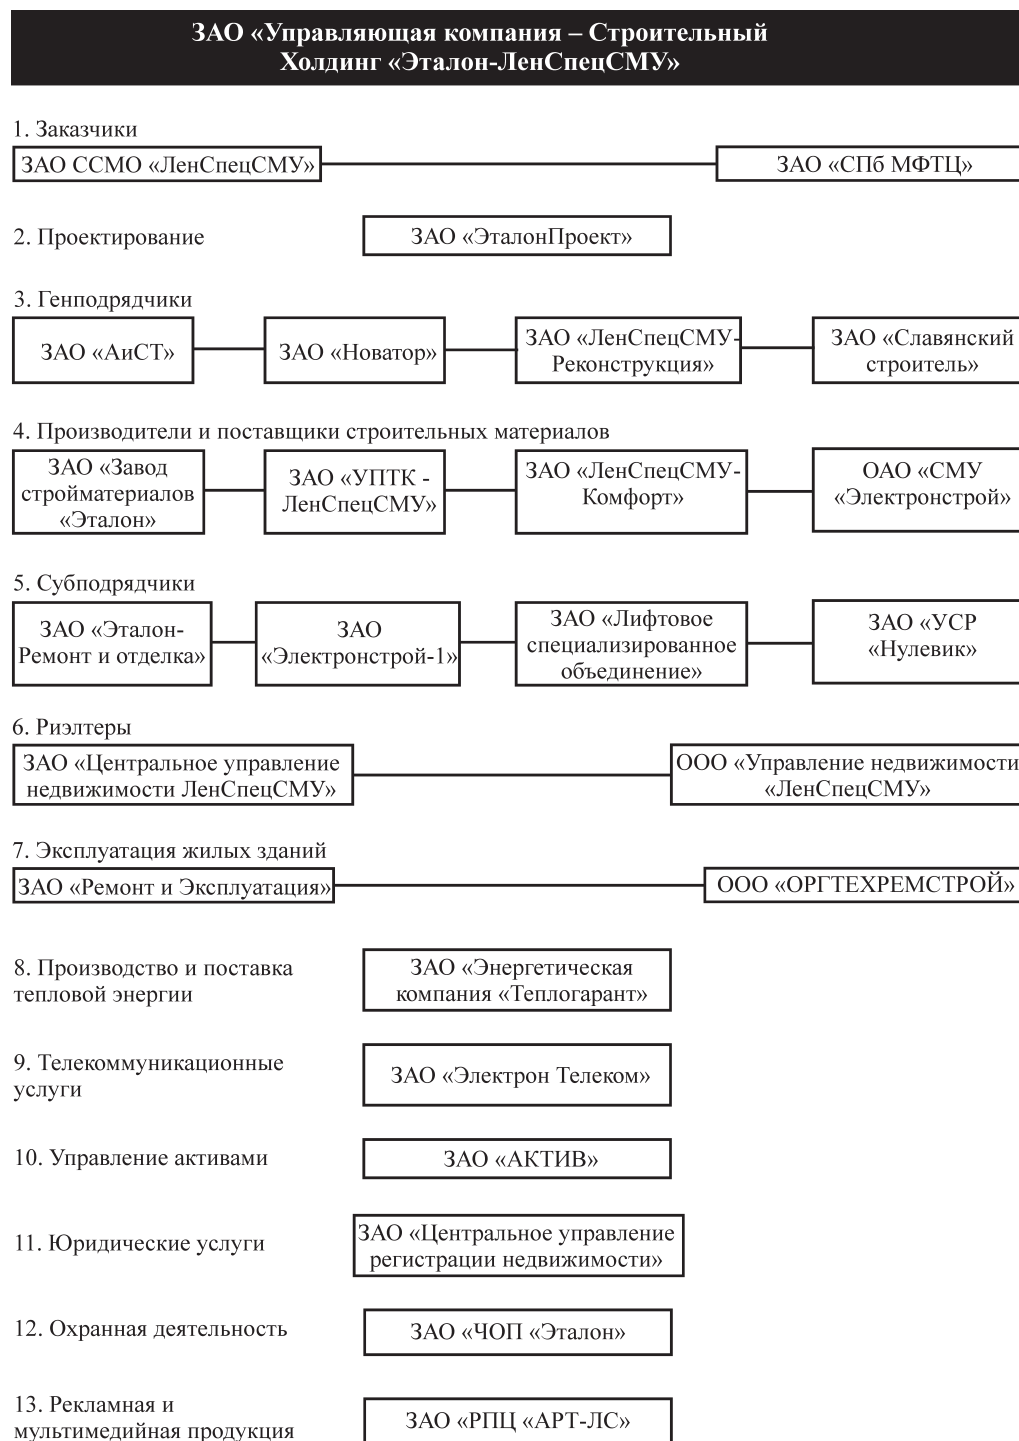 ЗАО «Управляющая компания – Строительный
Холдинг «Эталон-ЛенСпецСМУ»
1. Заказчики
ЗАО ССМО «ЛенСпецСМУ»
ЗАО «СПб МФТЦ»
2. Проектирование
ЗАО «ЭталонПроект»
3. Генподрядчики
ЗАО «АиСТ»
ЗАО «Новатор»
ЗАО «ЛенСпецСМУ-
Реконструкция»
ЗАО «Славянский
строитель»
4. Производители и поставщики строительных материалов
ЗАО «Завод
стройматериалов
«Эталон»
ЗАО «УПТК -
ЛенСпецСМУ»
ЗАО «ЛенСпецСМУ-
Комфорт»
ОАО «СМУ
«Электронстрой»
5. Субподрядчики
ЗАО «Эталон-
Ремонт и отделка»
ЗАО
«Электронстрой-1»
ЗАО «Лифтовое
специализированное
объединение»
ЗАО «УСР
«Нулевик»
6. Риэлтеры
ЗАО «Центральное управление
недвижимости ЛенСпецСМУ»
ООО «Управление недвижимости
«ЛенСпецСМУ»
7. Эксплуатация жилых зданий
ЗАО «Ремонт и Эксплуатация»
ООО «ОРГТЕХРЕМСТРОЙ»
8. Производство и поставка
тепловой энергии
ЗАО «Энергетическая
компания «Теплогарант»
9. Телекоммуникационные
услуги
ЗАО «Электрон Телеком»
10. Управление активами
ЗАО «АКТИВ»
11. Юридические услуги
ЗАО «Центральное управление
регистрации недвижимости»
12. Охранная деятельность
ЗАО «ЧОП «Эталон»
13. Рекламная и
мультимедийная продукция
ЗАО «РПЦ «АРТ-ЛС»